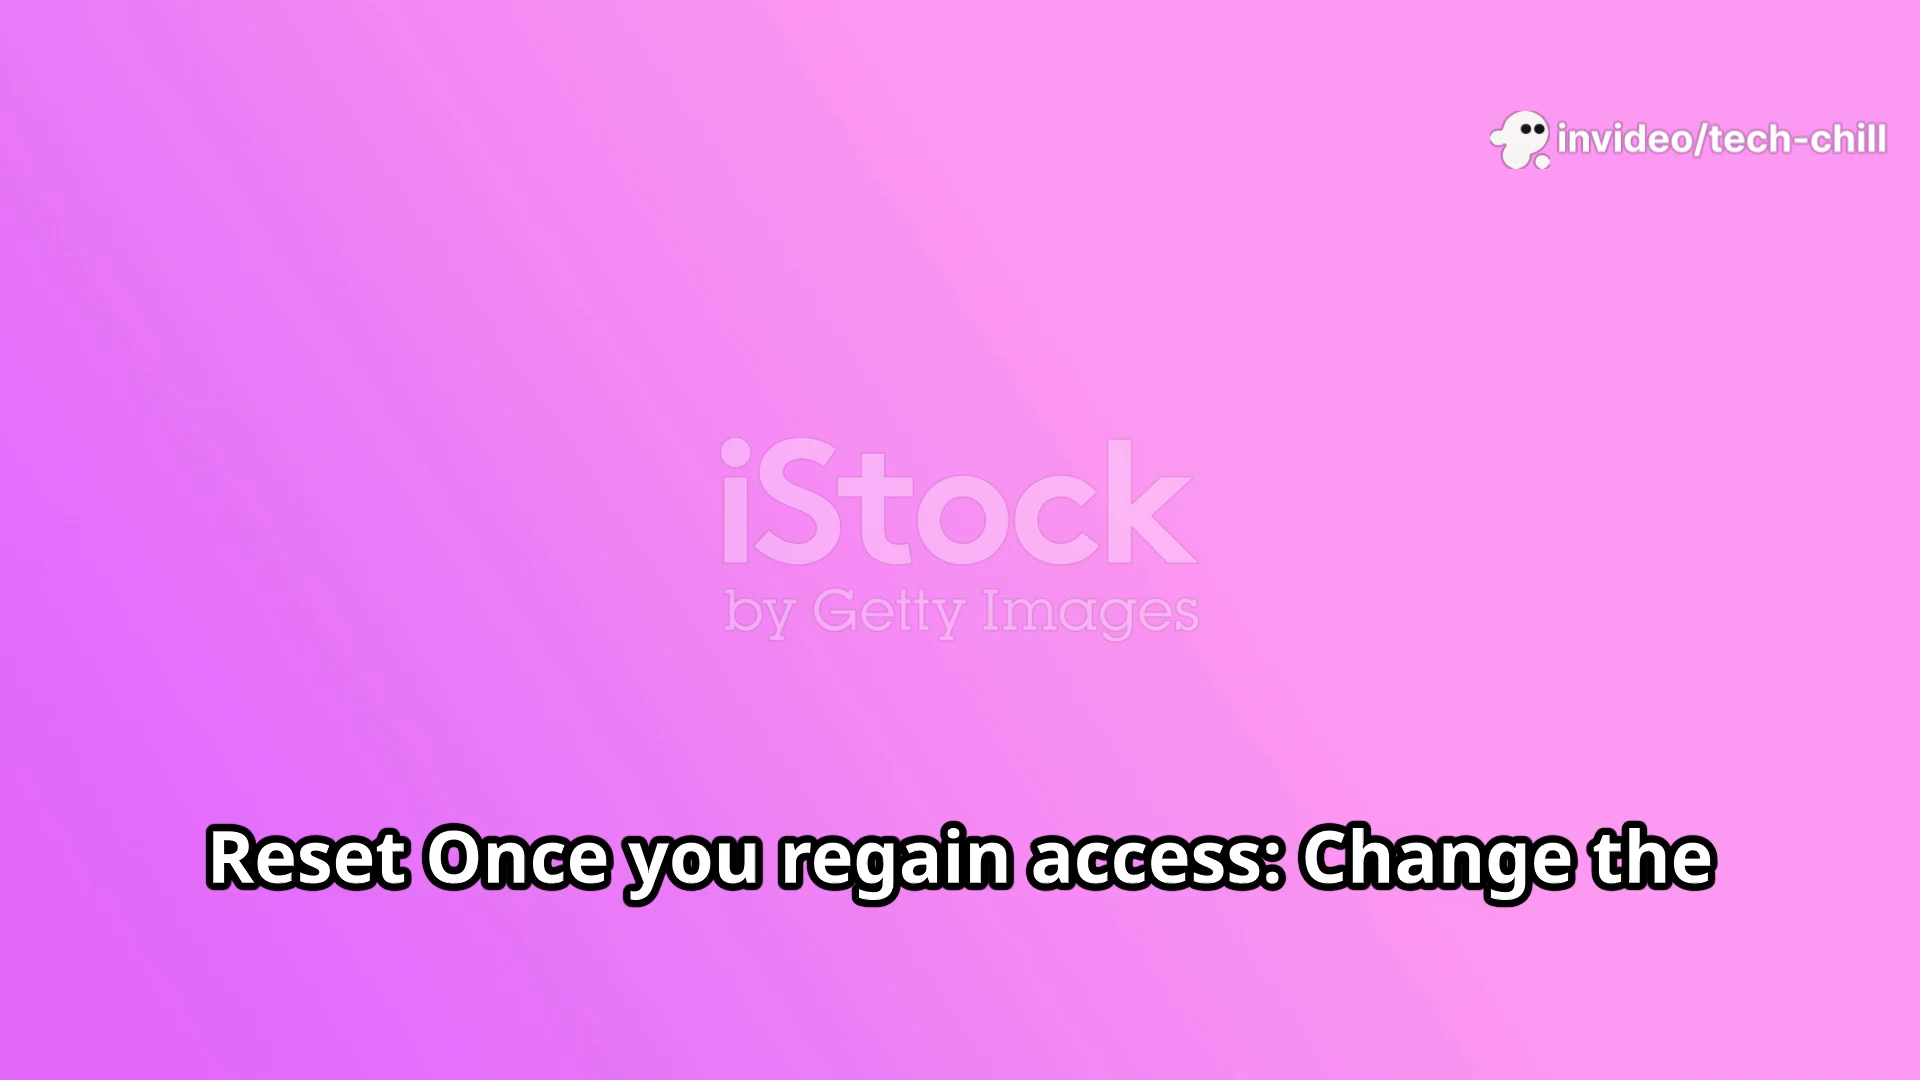 invideo/tech-chill
iStock
by Getty Images
Reset Once you regain access: Change the